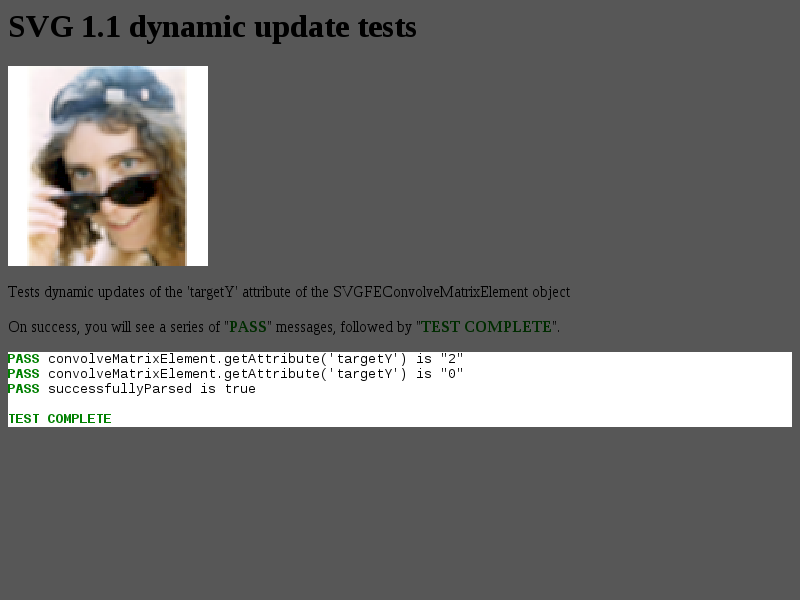 SVG 1.1 dynamic update tests
Tests dynamic updates of the 'targetY' attribute of the SVGFEConvolveMatrixElement object
On success, you will see a series of "PASS" messages, followed by "TEST COMPLETE".
PASS convolveMatrixElement.getAttribute('targetY') is "2"
PASS convolveMatrixElement.getAttribute('targetY') is "0"
PASS successfullyParsed is true
TEST COMPLETE